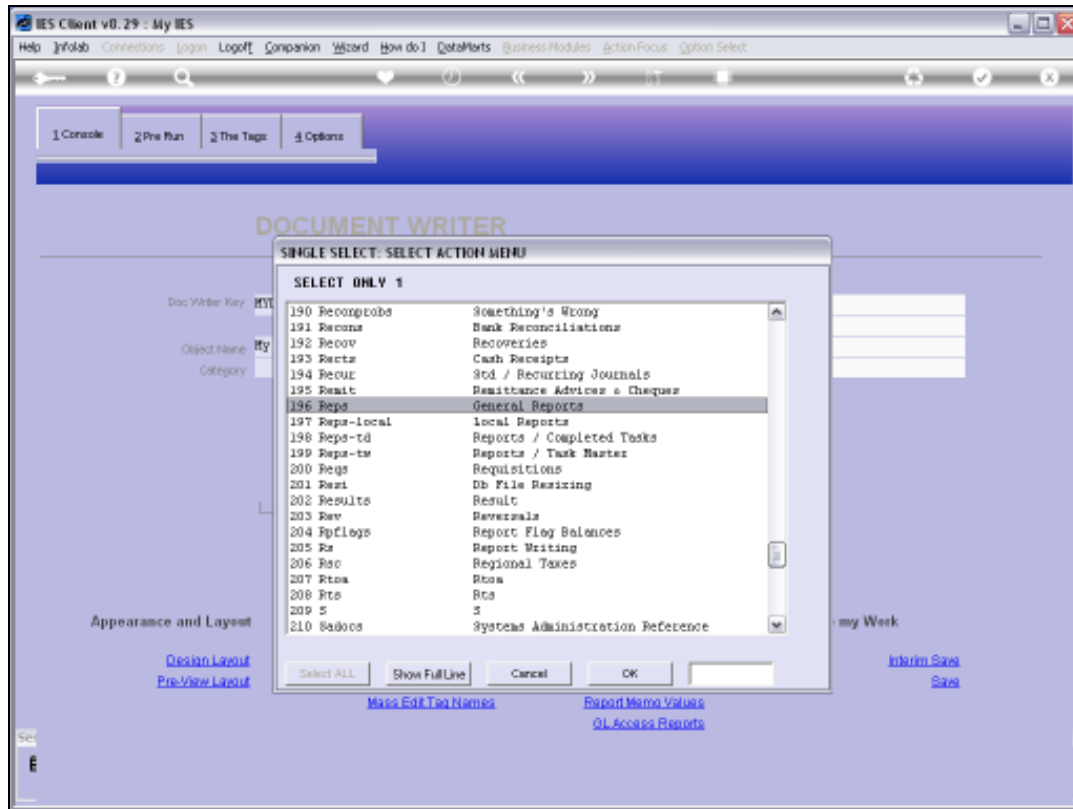 IES Client v8.29 : My IES
Help Infolab Connections Logon Logoff Companion Wizard How do I DataMarts Business Modules Action Focus Option Select
1 Console 2 Pre Run 3 The Tags 4 Options
DOCUMENT WRITER
SINGLE SELECT: SELECT ACTION MENU
SELECT ONLY 1
Doc Writer Key
Object Name My
Category
190 Reconprobs Something's Wrong
191 Recons Bank Reconciliations
192 Recov Recoveries
193 Rects Cash Receipts
194 Recur Std / Recurring Journals
195 Remit Remittance Advices & Cheques
196 Reps General Reports
197 Reps-local Local Reports
198 Reps-td Reports / Completed Tasks
199 Reps-tm Reports / Task Master
200 Reqs Requisitions
201 Resi Db File Resizing
202 Results Result
203 Rev Reversals
204 Rpflags Report Flag Balances
205 Rs Report Writing
206 Rsc Regional Taxes
207 Rtom Rtom
208 Rts Rts
209 S S
210 Sadocs Systems Administration Reference
Appearance and Layout my Work
Select ALL Show Full Line Cancel OK
Design Layout Interim Save
Pre-View Layout Save
Mass Edit Tag Names Report Memo Values
GL Access Reports